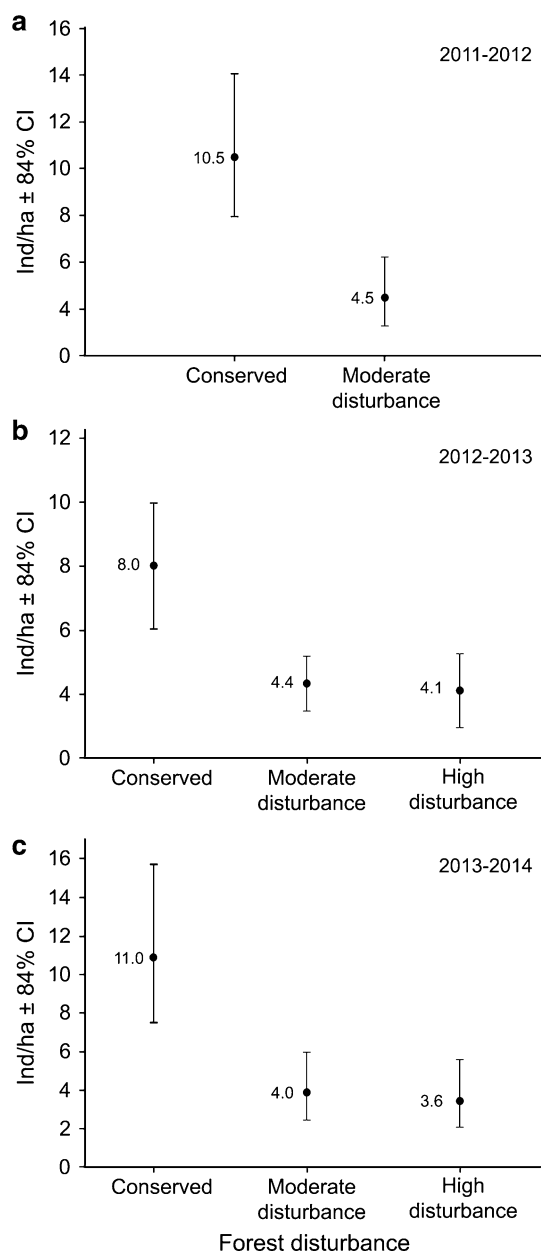 a
16
14
12
10
8
6
4
0
Ind/ha ± 84% CI
2011-2012
10.5
4.5
Conserved
Moderate
disturbance
b
12
10
8
6
4
0
Ind/ha ± 84% CI
2012-2013
8.0
4.4
4.1
Conserved
Moderate
disturbance
High
disturbance
c
16
14
12
10
8
6
4
2
0
Ind/ha ± 84% CI
2013-2014
11.0
4.0
3.6
Conserved
Moderate
disturbance
High
disturbance
Forest disturbance